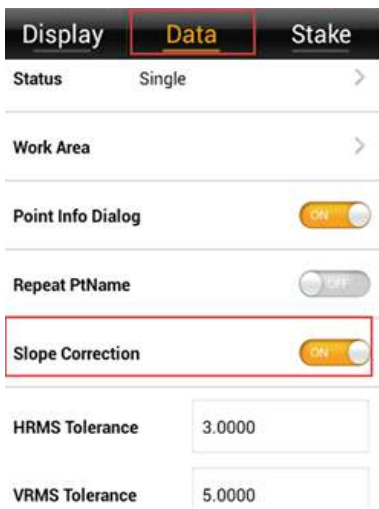 Display Data Stake
Status Single
Work Area
Point Info Dialog ON
Repeat PtName OFF
Slope Correction ON
HRMS Tolerance 3.0000
VRMS Tolerance 5.0000